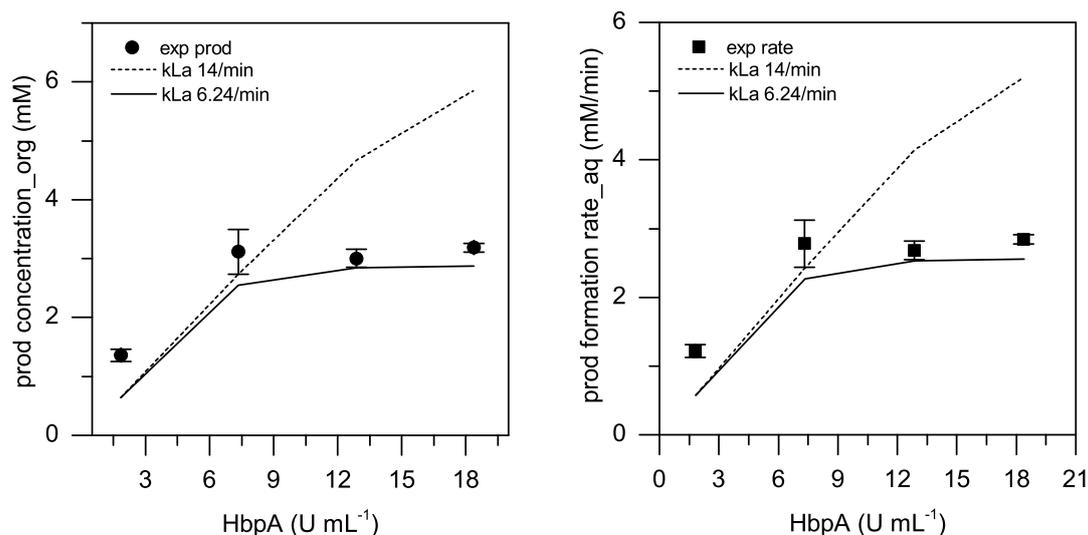 prod concentration_org (mM)
6
4
2
0
exp prod
kLa 14/min
kLa 6.24/min
3 6 9 12 15 18
HbpA (U mL-1)
prod formation rate_aq (mM/min)
6
4
2
0
exp rate
kLa 14/min
kLa 6.24/min
0 3 6 9 12 15 18 21
HbpA (U mL-1)